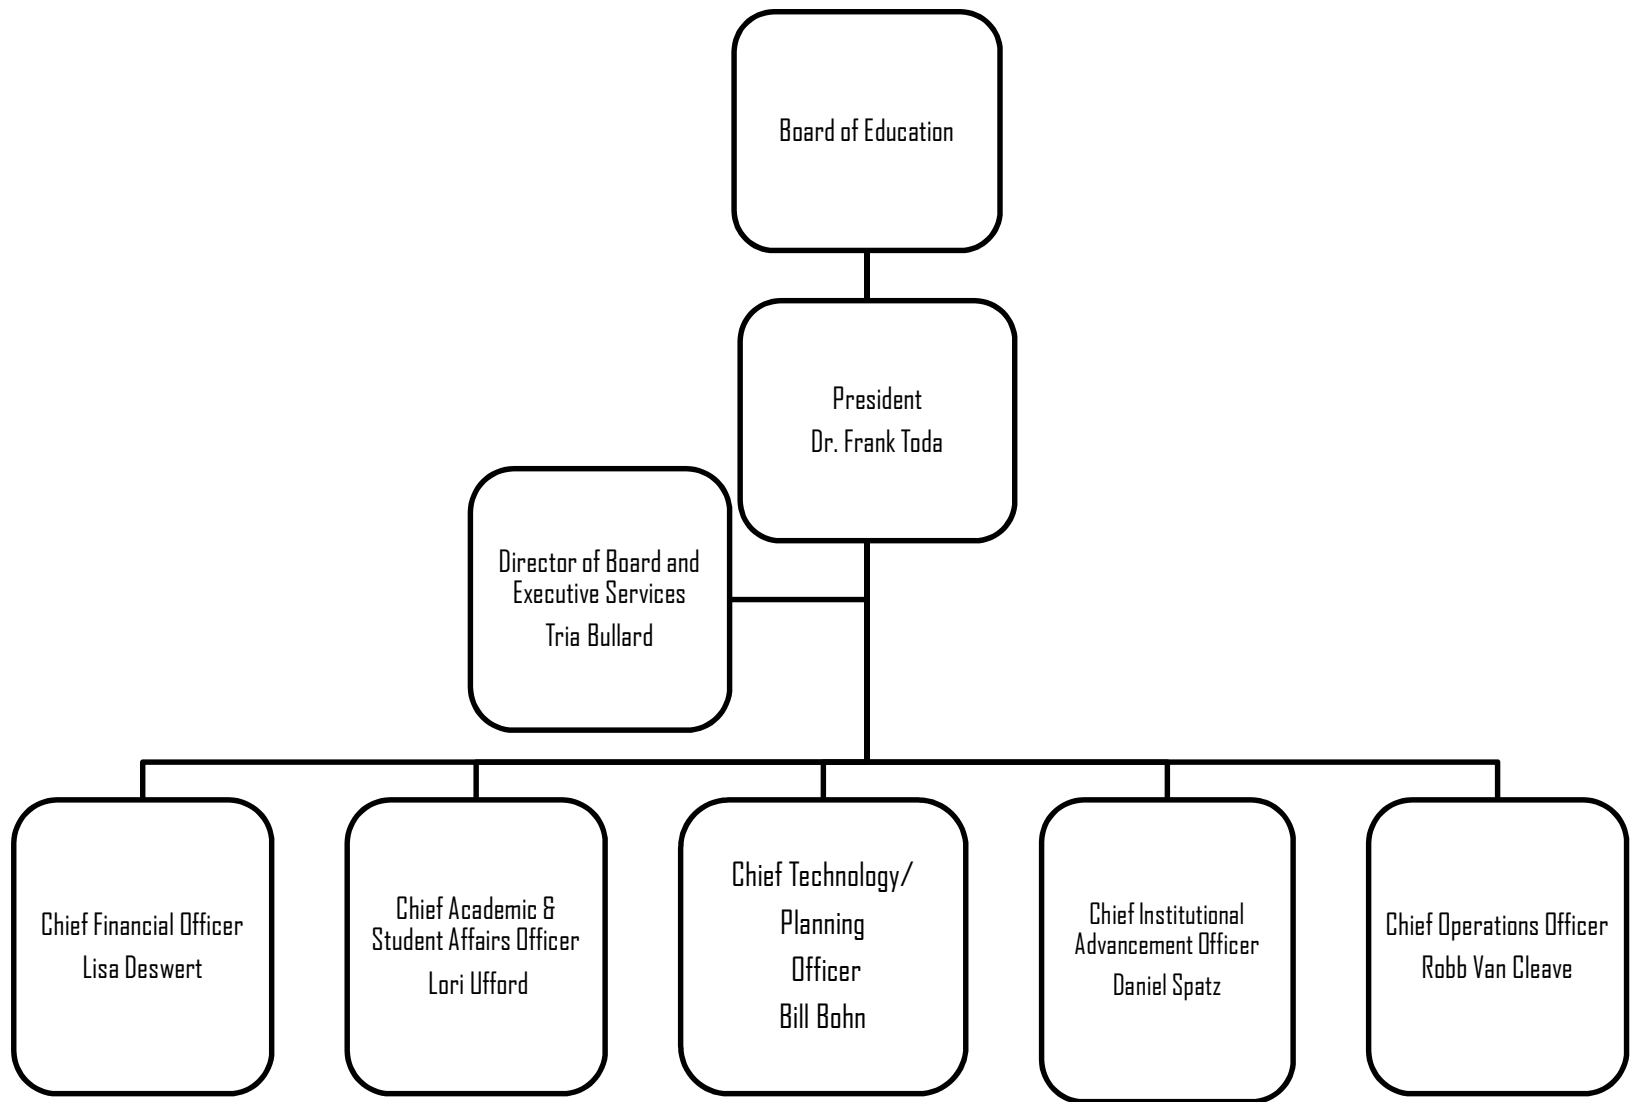 Board of Education
President
Dr. Frank Toda
Director of Board and
Executive Services
Tria Bullard
Chief Financial Officer
Lisa Deswert
Chief Academic &
Student Affairs Officer
Lori Ufford
Chief Technology/
Planning
Officer
Bill Bohn
Chief Institutional
Advancement Officer
Daniel Spatz
Chief Operations Officer
Robb Van Cleave